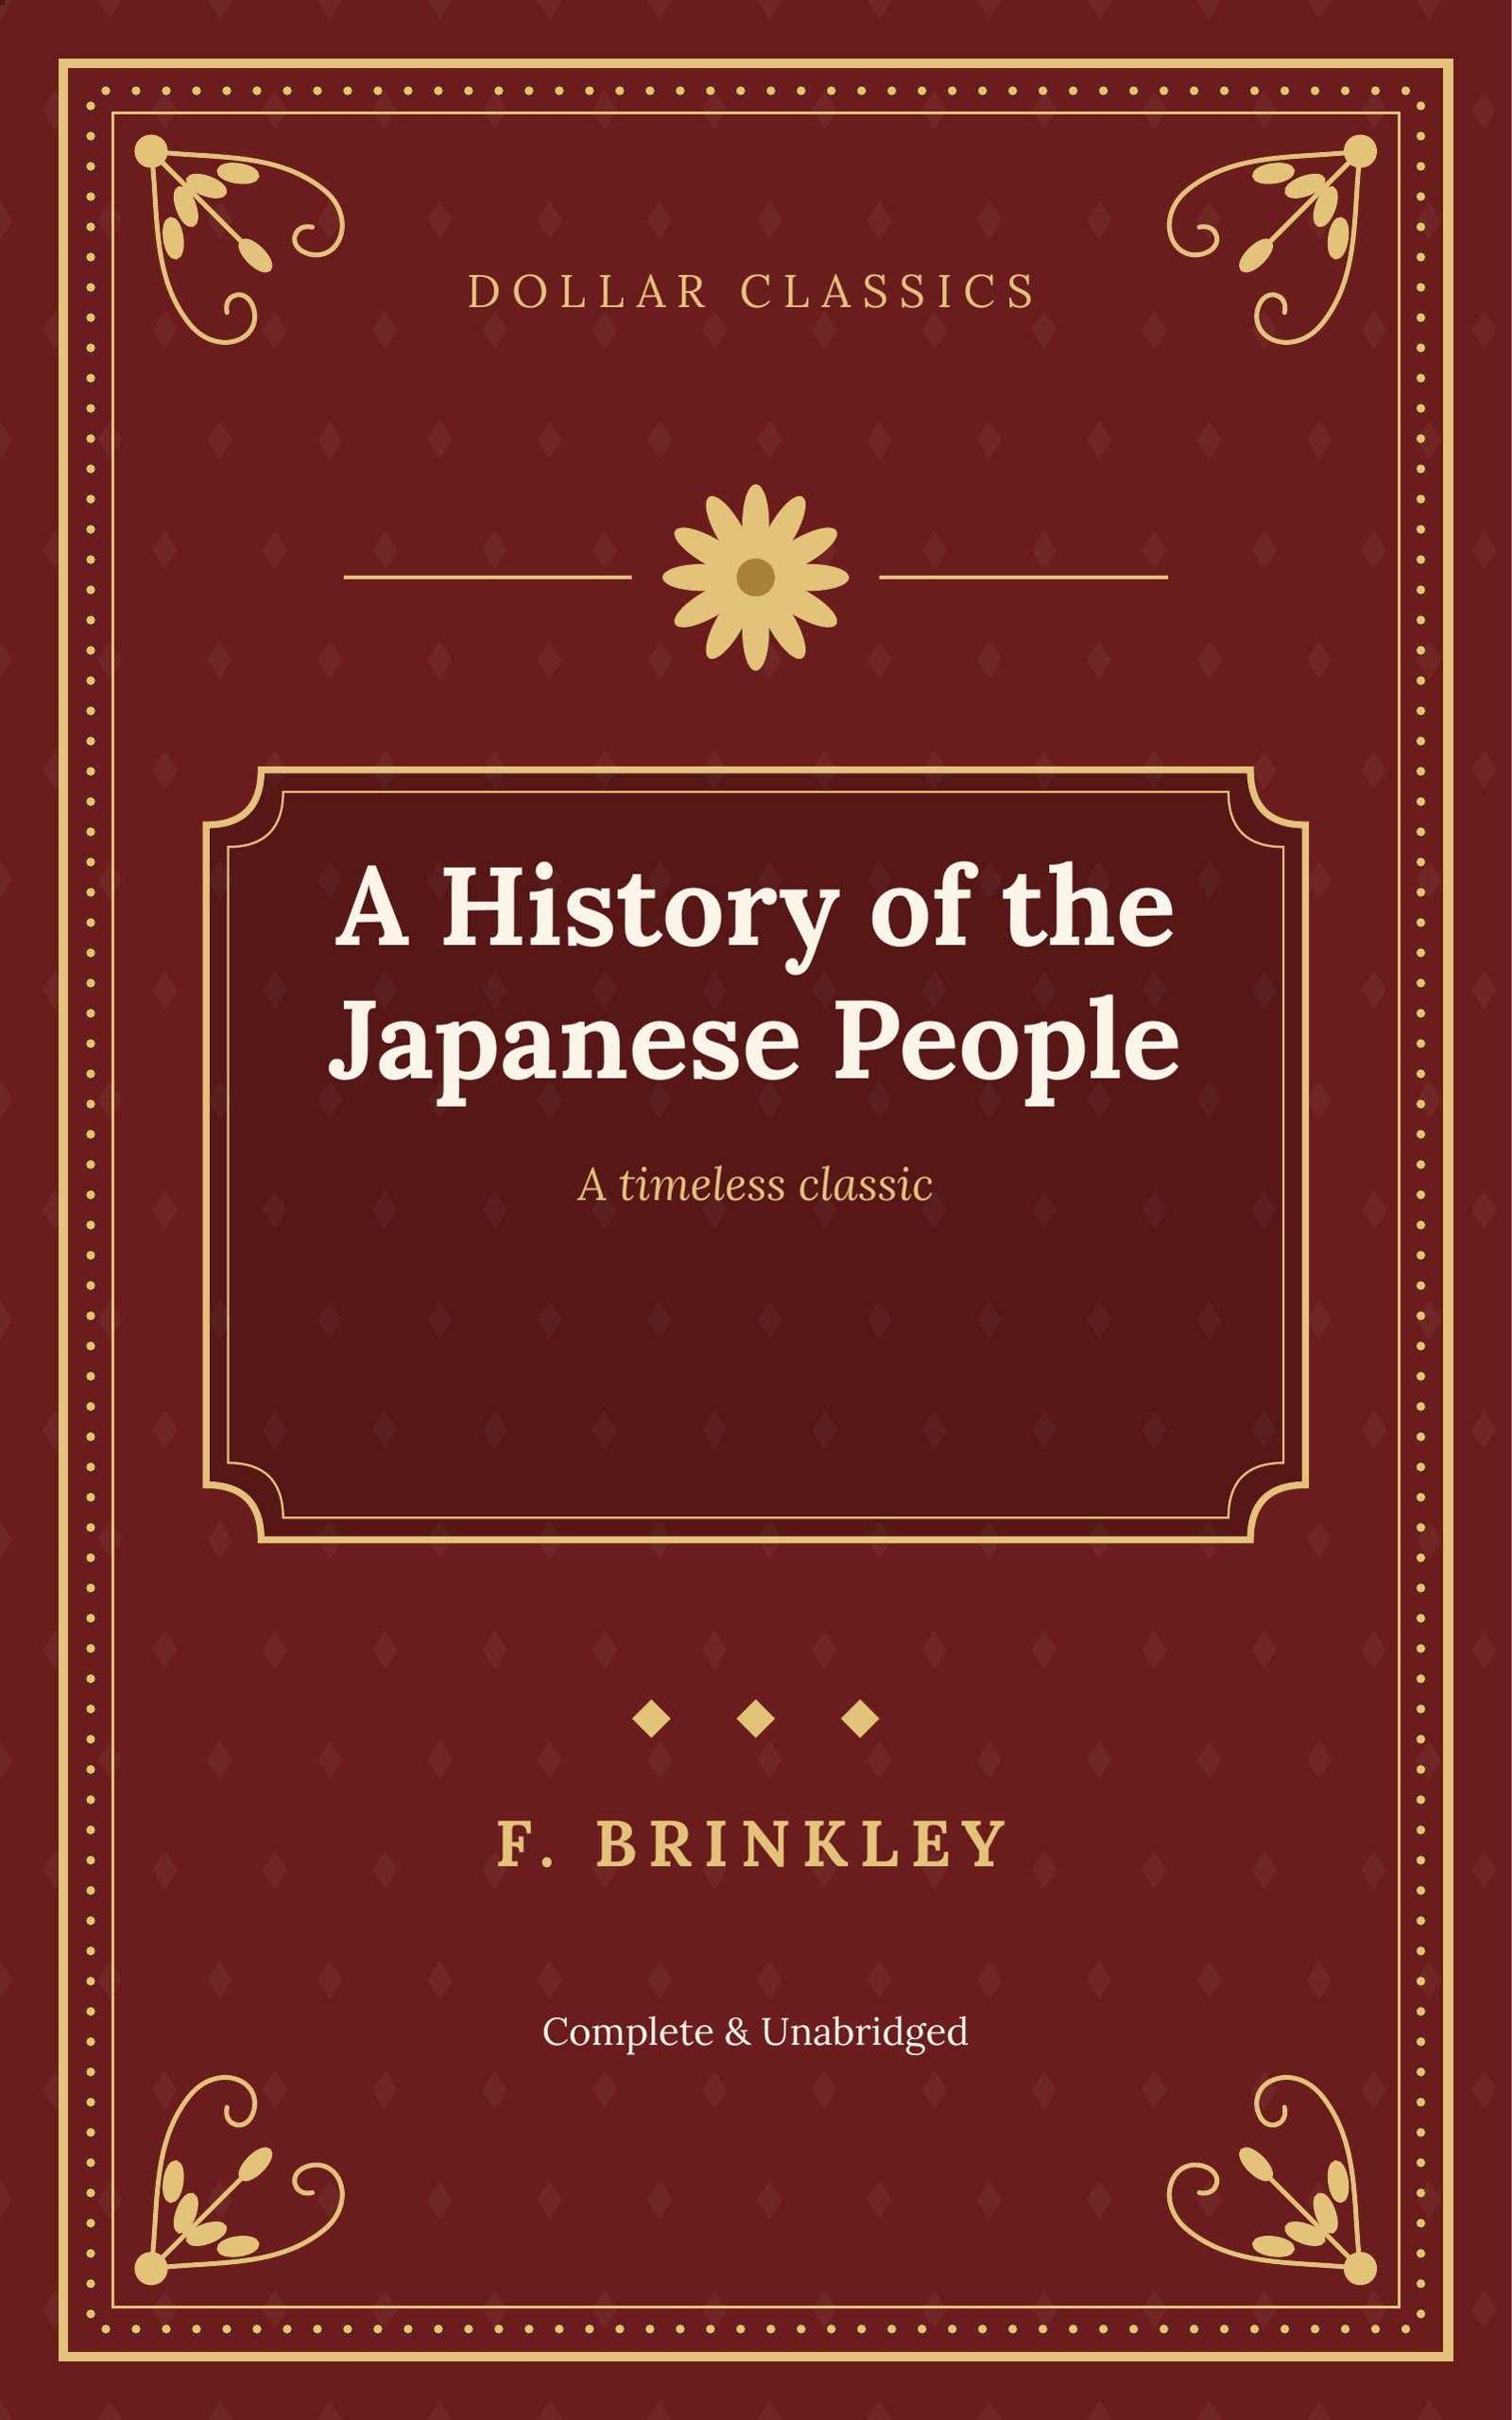 DOLLAR CLASSICS
A History of the
Japanese People
A timeless classic
F. BRINKLEY
Complete & Unabridged